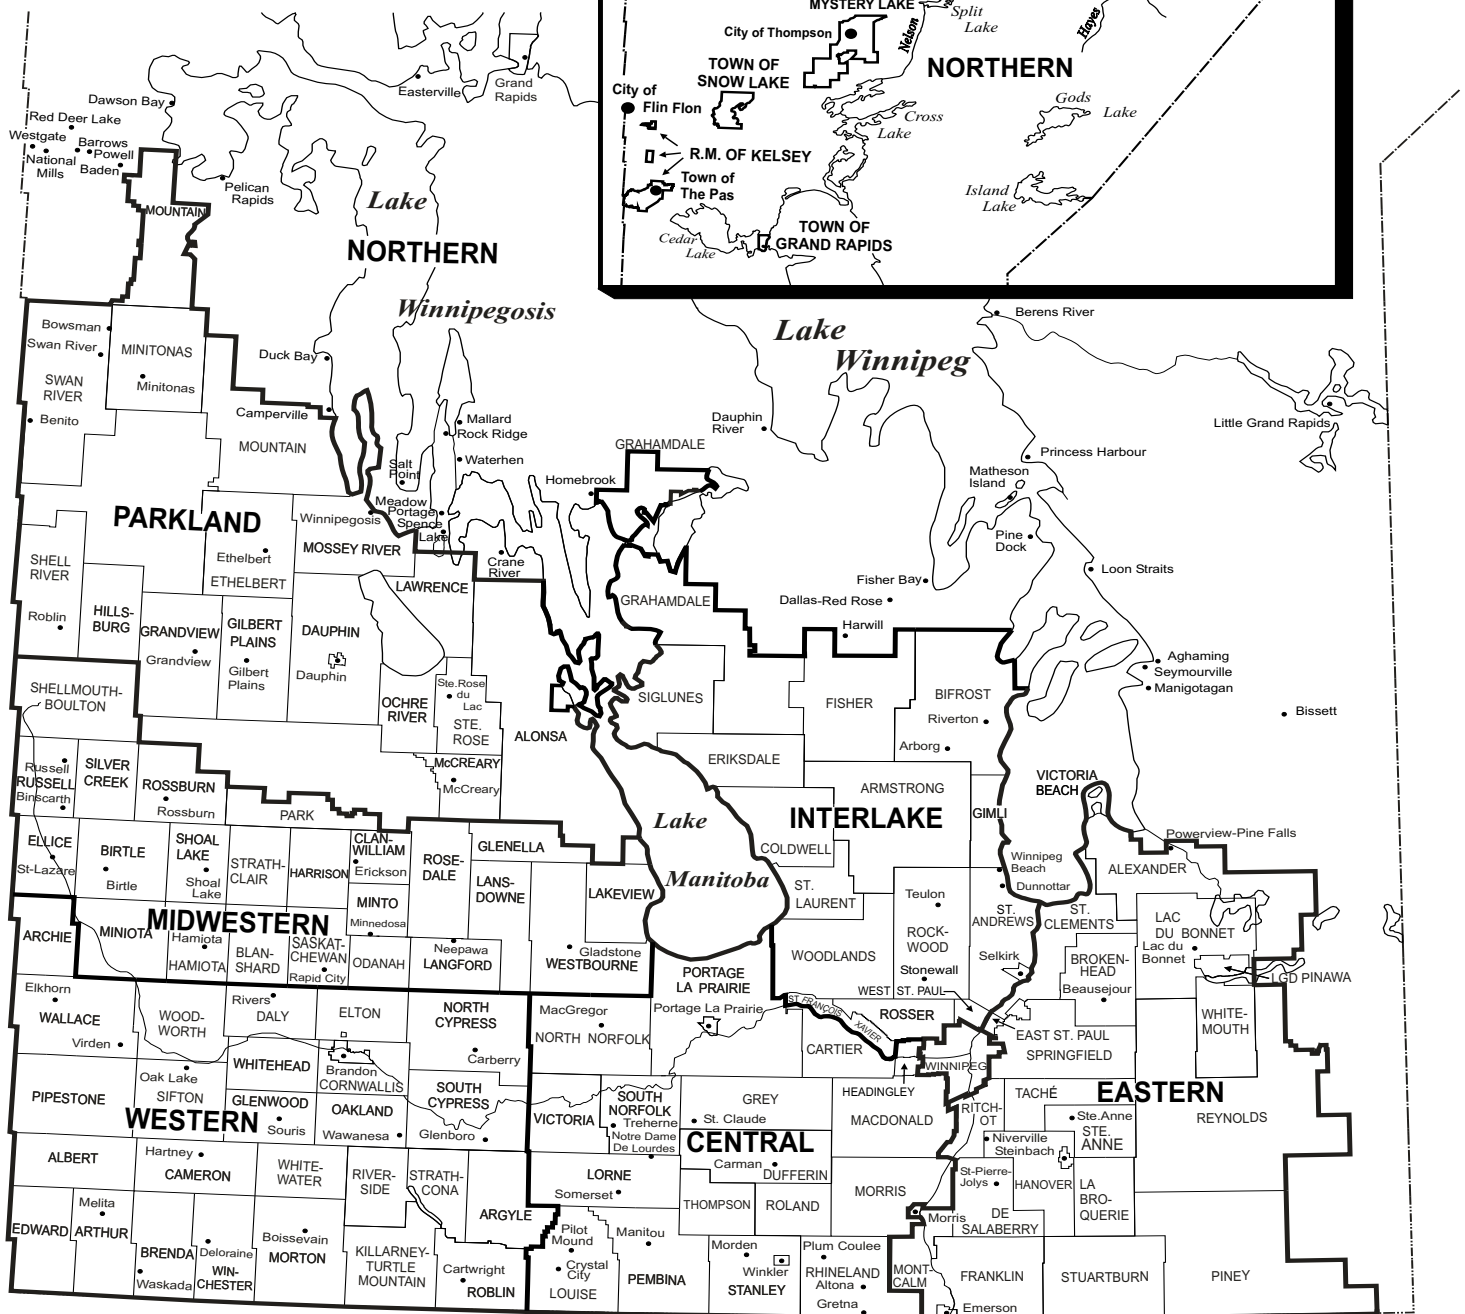 MYSTERY LAKE
Split
Lake
City of Thompson
Nelson
Hayes
NORTHERN
TOWN OF
SNOW LAKE
City of
Flin Flon
Gods
Lake
Cross
Lake
R.M. OF KELSEY
Town of
The Pas
Island
Lake
TOWN OF
GRAND RAPIDS
Cedar
Lake
Easterville
Grand
Rapids
Dawson Bay
Red Deer Lake
Westgate
Barrows
Powell
National
Mills
Baden
Pelican
Rapids
MOUNTAIN
Lake
NORTHERN
Winnipegosis
Lake
Winnipeg
Berens River
Bowsman
Swan River
MINITONAS
Minitonas
SWAN
RIVER
Benito
Duck Bay
Camperville
MOUNTAIN
Mallard
Rock Ridge
Waterhen
Salt
Point
Meadow
Portage
Spence
Lake
Crane
River
Homebrook
GRAHAMDALE
Dauphin
River
Little Grand Rapids
Princess Harbour
Matheson
Island
Pine
Dock
Loon Straits
Fisher Bay
Dallas-Red Rose
Harwill
PARKLAND
Winnipegosis
MOSSEY RIVER
Ethelbert
ETHELBERT
LAWRENCE
SHELL
RIVER
Roblin
HILLS-
BURG
GRANDVIEW
Grandview
GILBERT
PLAINS
Gilbert
Plains
DAUPHIN
Dauphin
OCHRE
RIVER
Ste.Rose
du
Lac
STE.
ROSE
ALONSA
GRAHAMDALE
SIGLUNES
FISHER
BIFROST
Riverton
Arborg
Aghaming
Seymourville
Manigotagan
Bissett
SHELLMOUTH-
BOULTON
Russell
RUSSELL
Binscarth
SILVER
CREEK
ROSSBURN
Rossburn
PARK
McCREARY
McCreary
ERIKSDALE
ARMSTRONG
INTERLAKE
GIMLI
VICTORIA
BEACH
Powerview-Pine Falls
ALEXANDER
ELLICE
St-Lazare
BIRTLE
Birtle
SHOAL
LAKE
Shoal
Lake
STRATH-
CLAIR
HARRISON
CLAN-
WILLIAM
Erickson
ROSE-
DALE
GLENELLA
LANS-
DOWNE
LAKEVIEW
Lake
Manitoba
COLDWELL
ST.
LAURENT
Winnipeg
Beach
Dunnottar
Teulon
ROCK-
WOOD
ST.
ANDREWS
ST.
CLEMENTS
LAC
DU BONNET
Lac du
Bonnet
LGD PINAWA
MIDWESTERN
MINTO
Minnedosa
ARCHIE
MINIOTA
Hamiota
HAMIOTA
BLAN-
SHARD
SASKAT-
CHEWAN
Rapid City
ODANAH
Neepawa
LANGFORD
Gladstone
WESTBOURNE
WOODLANDS
Stonewall
Selkirk
BROKEN-
HEAD
Beausejour
WEST ST. PAUL
PORTAGE
LA PRAIRIE
Portage La Prairie
Elkhorn
WALLACE
Virden
WOOD-
WORTH
Rivers
DALY
ELTON
NORTH
CYPRESS
Carberry
MacGregor
NORTH NORFOLK
ST. FRANÇOIS
XAVIER
ROSSER
CARTIER
WINNIPEG
EAST ST. PAUL
SPRINGFIELD
WHITE-
MOUTH
WHITEHEAD
Brandon
CORNWALLIS
Oak Lake
SIFTON
PIPESTONE
WESTERN
GLENWOOD
Souris
OAKLAND
Wawanesa
SOUTH
CYPRESS
Glenboro
VICTORIA
SOUTH
NORFOLK
Treherne
Notre Dame
De Lourdes
GREY
St. Claude
CENTRAL
HEADINGLEY
MACDONALD
RITCH-
OT
TACHÉ
EASTERN
Ste.Anne
STE.
ANNE
REYNOLDS
Niverville
Steinbach
ALBERT
Hartney
CAMERON
WHITE-
WATER
RIVER-
SIDE
STRATH-
CONA
LORNE
Somerset
Carman
DUFFERIN
THOMPSON
ROLAND
MORRIS
Morris
St-Pierre-
Jolys
HANOVER
LA
BRO-
QUERIE
DE
SALABERRY
EDWARD
Melita
ARTHUR
BRENDA
Waskada
Deloraine
WIN-
CHESTER
Boissevain
MORTON
KILLARNEY-
TURTLE
MOUNTAIN
ARGYLE
Cartwright
ROBLIN
Pilot
Mound
Crystal
City
LOUISE
Manitou
PEMBINA
Morden
Winkler
STANLEY
Plum Coulee
RHINELAND
Altona
Gretna
MONT-
CALM
Emerson
FRANKLIN
STUARTBURN
PINEY